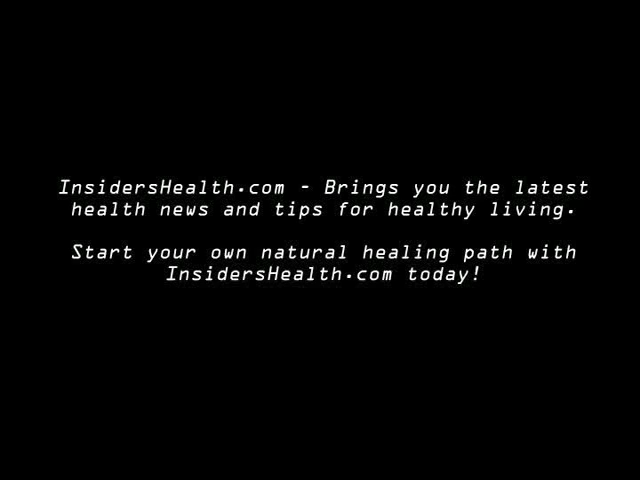 InsidersHealth.com - Brings you the latest
health news and tips for healthy living.
Start your own natural healing path with
InsidersHealth.com today!